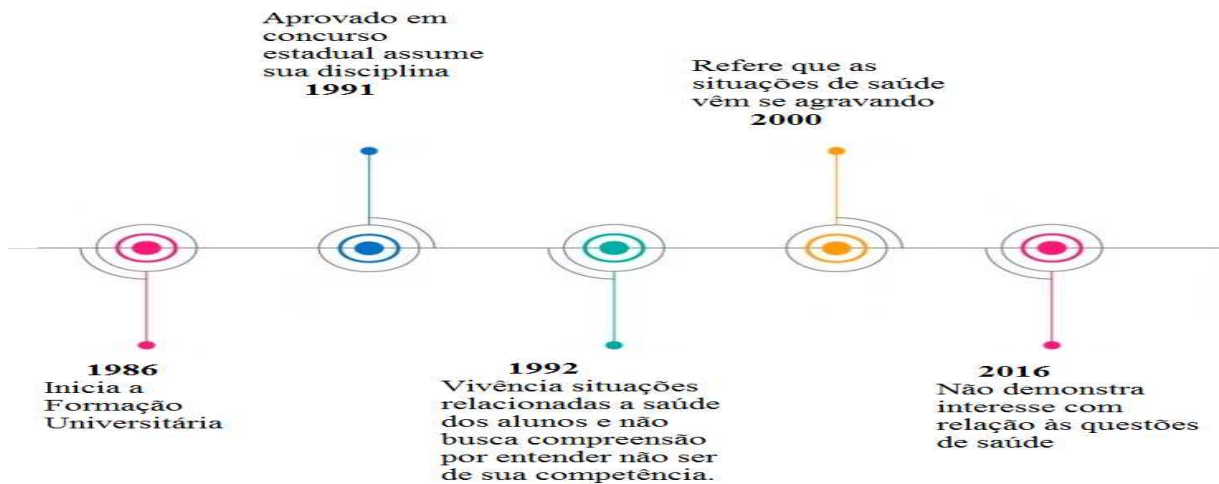 Aprovado em
concurso
estadual assume
sua disciplina
1991
Refere que as
situações de saúde
vêm se agravando
2000
1986
Inicia a
Formação
Universitária
1992
Vivência situações
relacionadas a saúde
dos alunos e não
busca compreensão
por entender não ser
de sua competência.
2016
Não demonstra
interesse com
relação às questões
de saúde